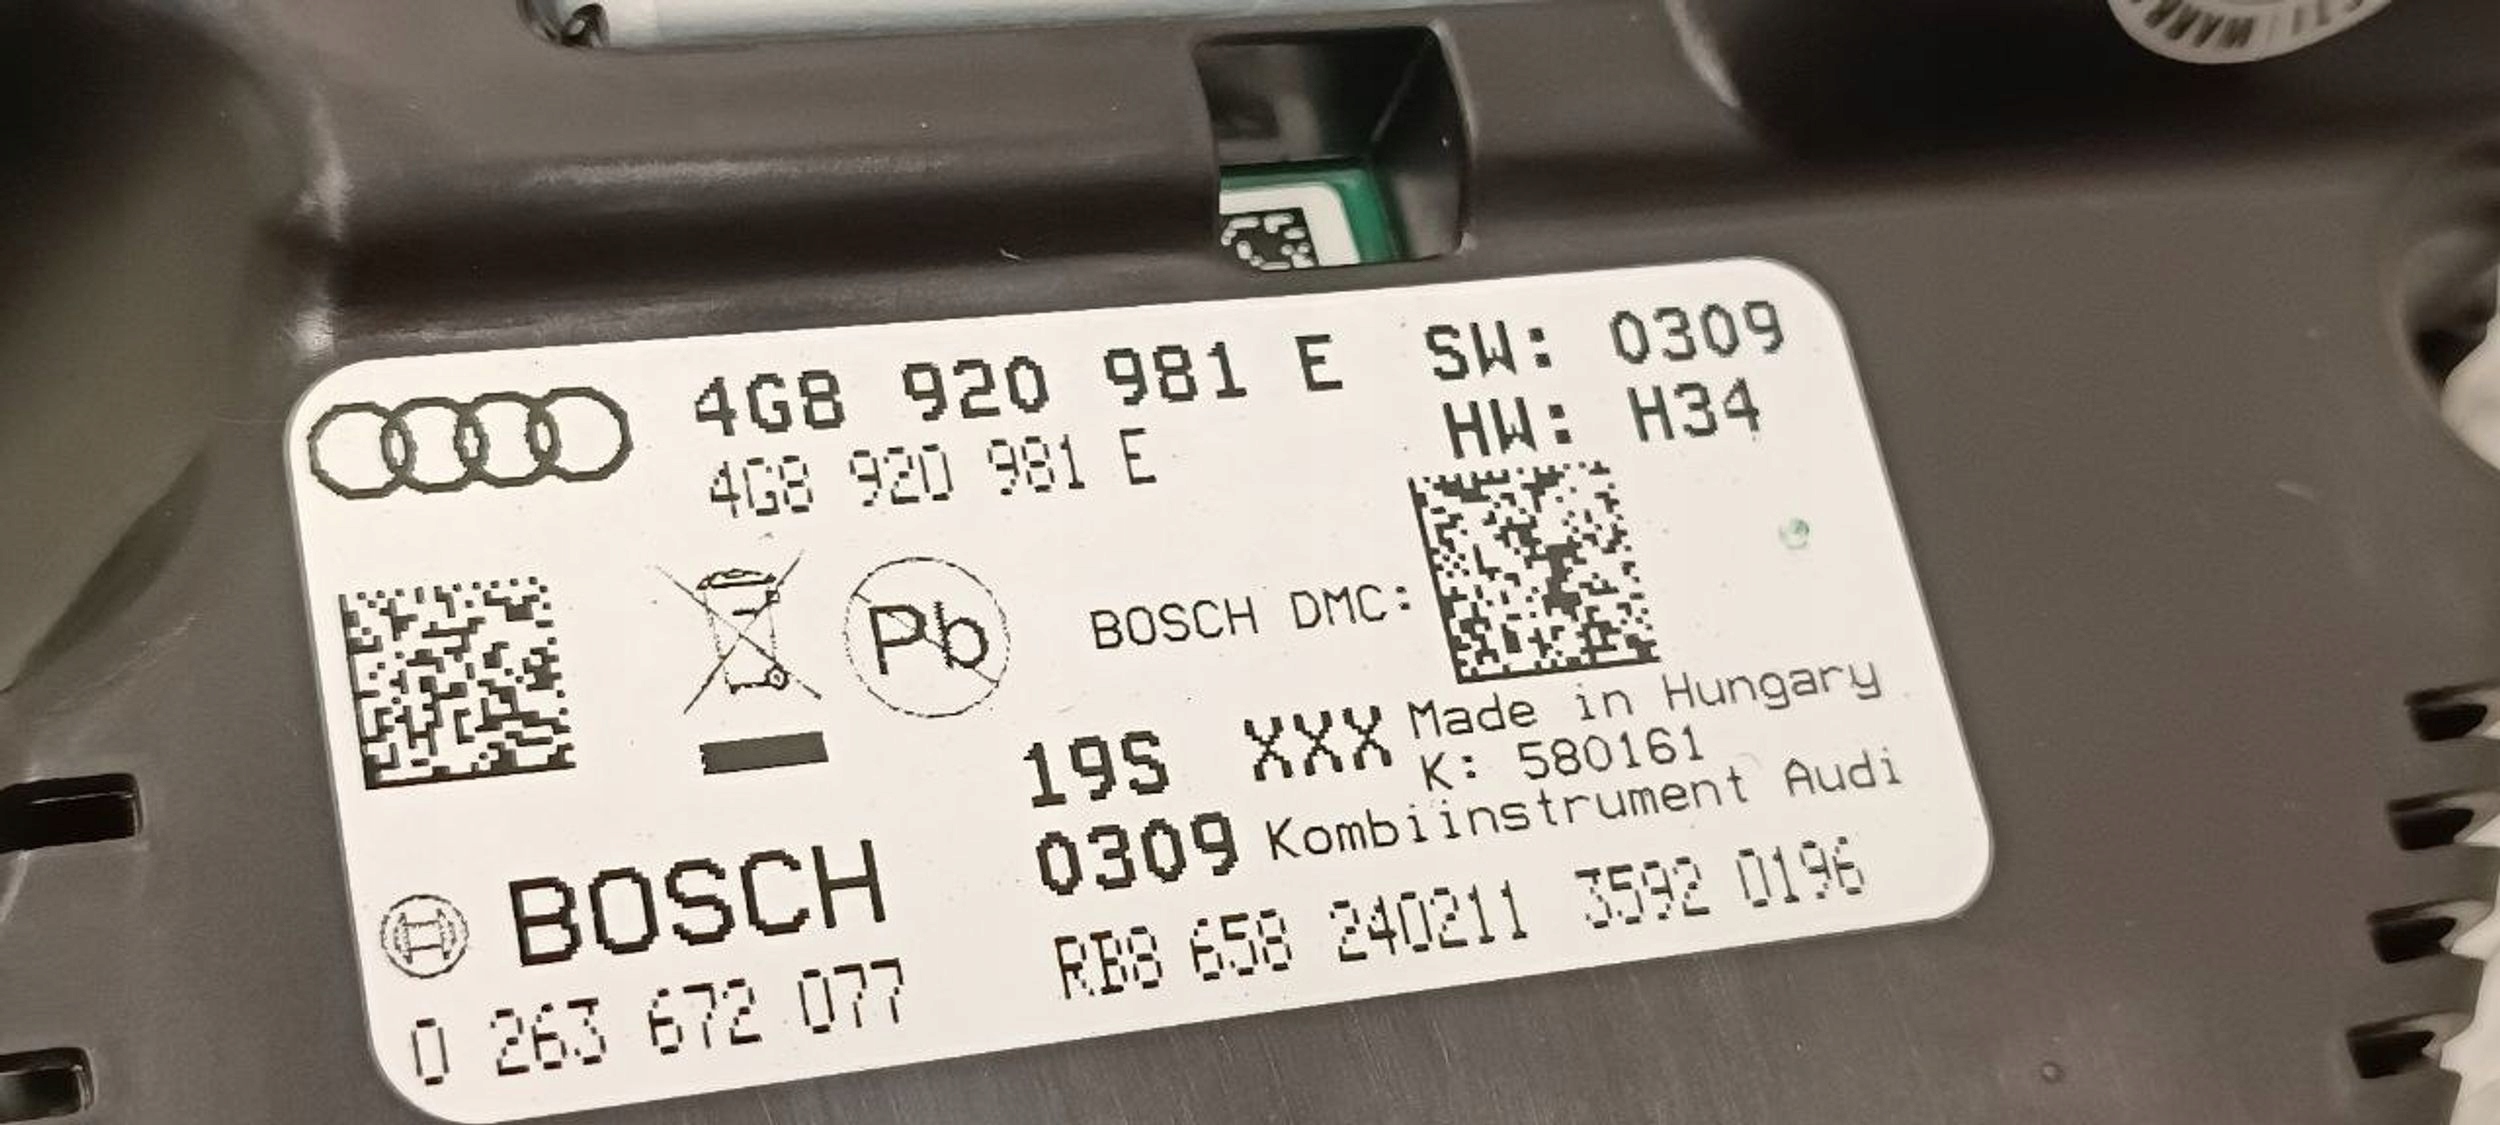 4G8 920 981 E
SW: 0309
4G8 920 981 E
HW: H34
Pb
BOSCH DMC:
19S XXX
Made in Hungary
K: 580161
0309
Kombiinstrument Audi
BOSCH
RB8 658 240211 3592 0196
0 263 672 077